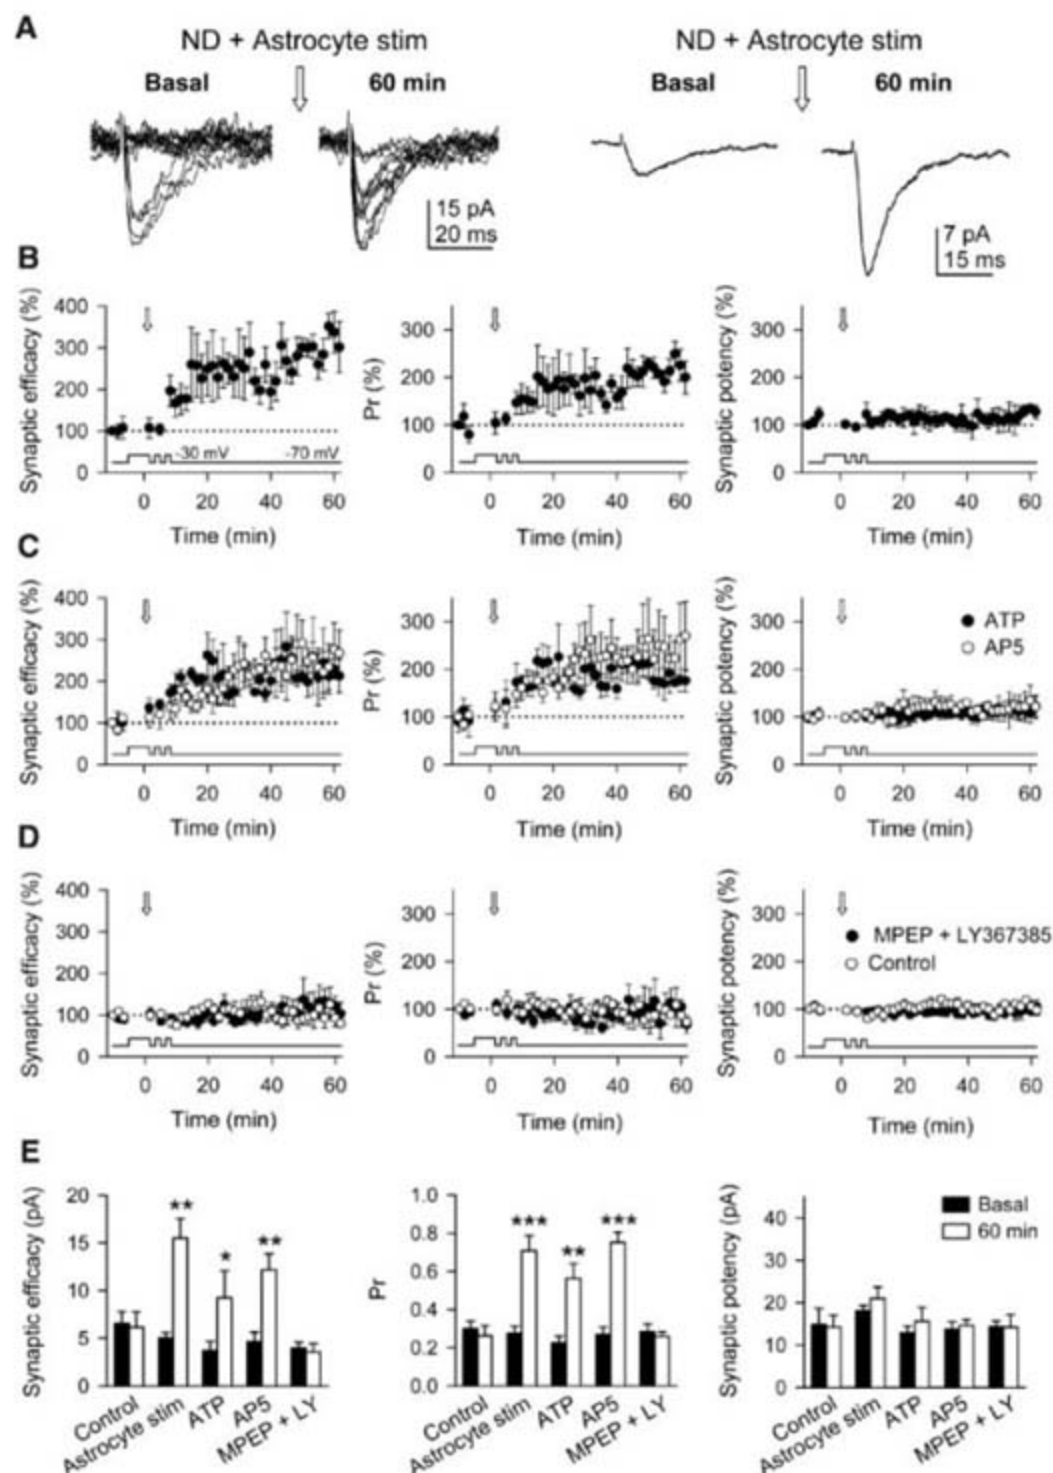 A
ND + Astrocyte stim
ND + Astrocyte stim
Basal
60 min
Basal
60 min
15 pA
20 ms
7 pA
15 ms
B
Synaptic efficacy (%)
400
300
200
100
0
-30 mV
-70 mV
0 20 40 60
Time (min)
Pr (%)
300
200
100
0
0 20 40 60
Time (min)
Synaptic potency (%)
300
200
100
0
0 20 40 60
Time (min)
C
Synaptic efficacy (%)
400
300
200
100
0
0 20 40 60
Time (min)
Pr (%)
300
200
100
0
0 20 40 60
Time (min)
Synaptic potency (%)
300
200
100
0
ATP
AP5
0 20 40 60
Time (min)
D
Synaptic efficacy (%)
400
300
200
100
0
0 20 40 60
Time (min)
Pr (%)
300
200
100
0
0 20 40 60
Time (min)
Synaptic potency (%)
300
200
100
0
MPEP + LY367385
Control
0 20 40 60
Time (min)
E
Synaptic efficacy (pA)
20
15
10
5
0
** * **
Control
Astrocyte stim
ATP
AP5
MPEP + LY
Pr
1.0
0.8
0.6
0.4
0.2
0.0
*** ** ***
Control
Astrocyte stim
ATP
AP5
MPEP + LY
Synaptic potency (pA)
40
30
20
10
0
Basal
60 min
Control
Astrocyte stim
ATP
AP5
MPEP + LY